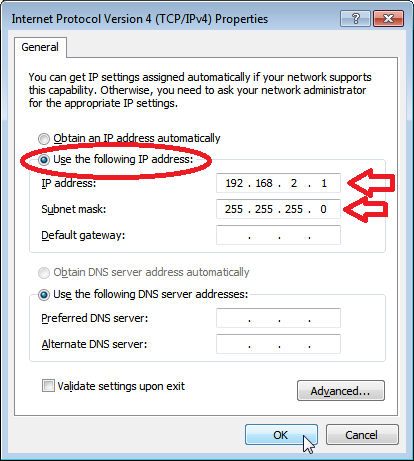 Internet Protocol Version 4 (TCP/IPv4) Properties
General
You can get IP settings assigned automatically if your network supports
this capability. Otherwise, you need to ask your network administrator
for the appropriate IP settings.
Obtain an IP address automatically
Use the following IP address:
IP address: 192 . 168 . 2 . 1
Subnet mask: 255 . 255 . 255 . 0
Default gateway: . . .
Obtain DNS server address automatically
Use the following DNS server addresses:
Preferred DNS server: . . .
Alternate DNS server: . . .
Validate settings upon exit
Advanced...
OK Cancel